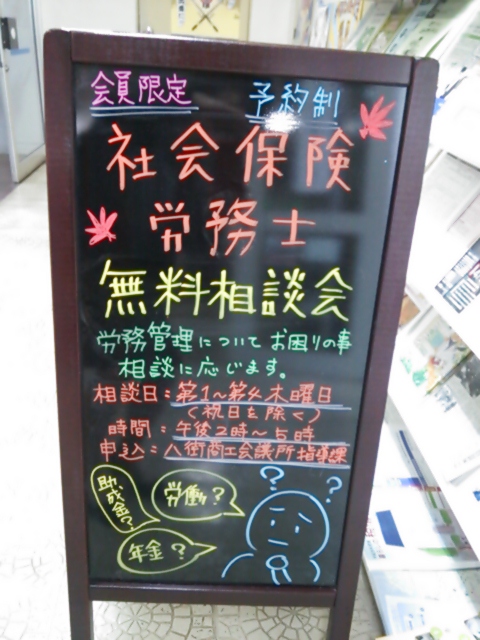 会員限定
予約制
社会保険
労務士
無料相談会
労務管理についてお困りの事
相談に応じます。
相談日：第1～第4木曜日
（祝日を除く）
時間：午後2時～5時
申込：八街商工会議所指導課
助成金？
労働？
年金？
？
？